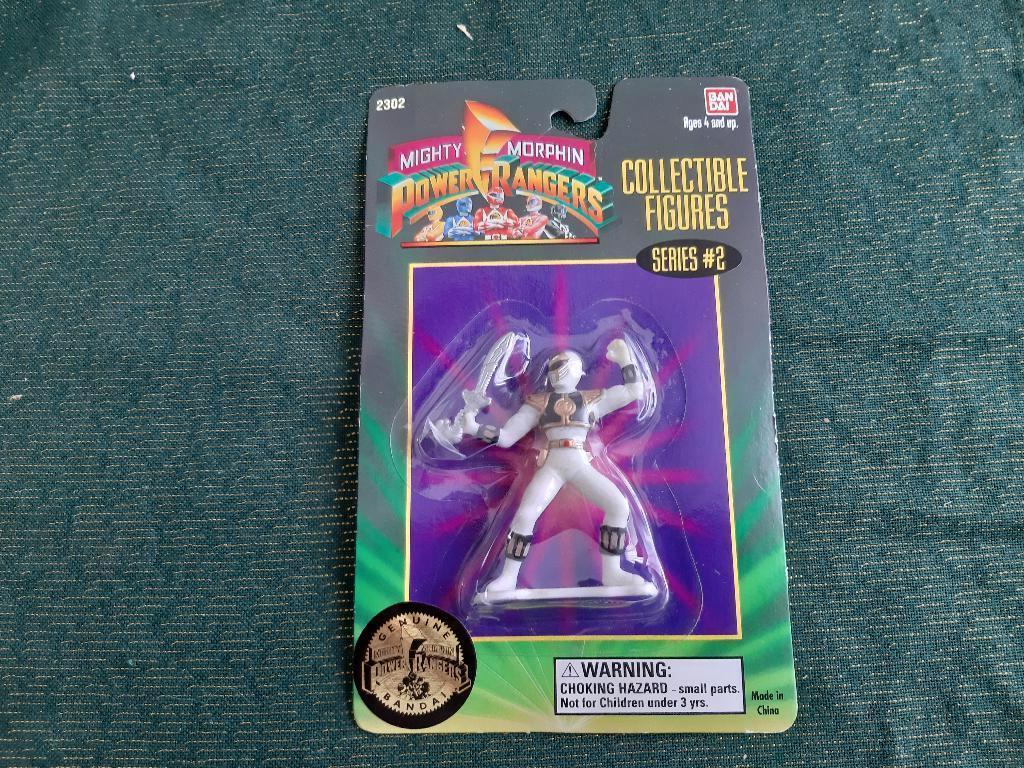 2302
BAN
DAI
Ages 4 and up.
MIGHTY MORPHIN
POWER RANGERS
COLLECTIBLE
FIGURES
SERIES #2
GENUINE
MIGHTY MORPHIN
POWER RANGERS
BANDAI
⚠ WARNING:
CHOKING HAZARD - small parts.
Not for Children under 3 yrs.
Made in
China